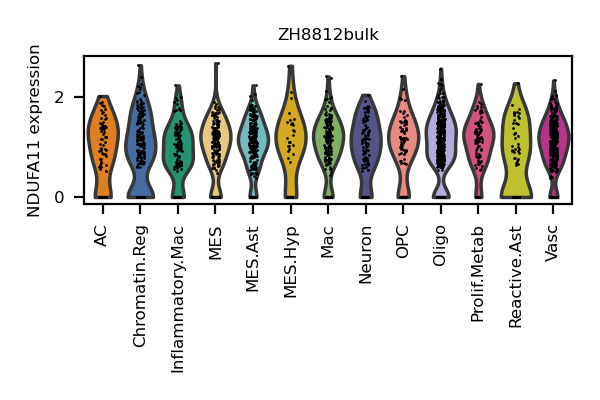 ZH8812bulk
NDUFA11 expression
2
0
AC
Chromatin.Reg
Inflammatory.Mac
MES
MES.Ast
MES.Hyp
Mac
Neuron
OPC
Oligo
Prolif.Metab
Reactive.Ast
Vasc